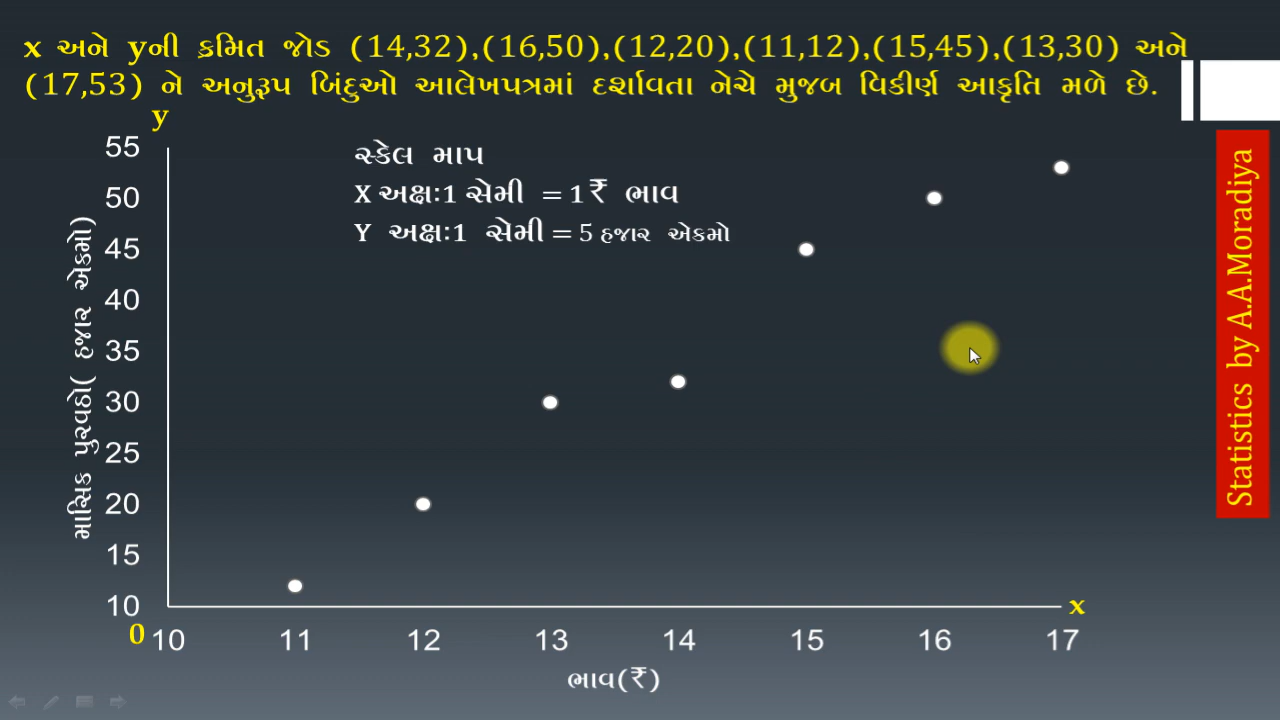 x અને yની ક્રમિત જોડ (14,32),(16,50),(12,20),(11,12),(15,45),(13,30) અને
(17,53) ને અનુરૂપ બિંદુઓ આલેખપત્રમાં દર્શાવતા નેચે મુજબ વિકીર્ણ આકૃતિ મળે છે.
y
સ્કેલ માપ
X અક્ષઃ1 સેમી = 1₹ ભાવ
Y અક્ષઃ1 સેમી = 5 હજાર એકમો
55
50
45
40
35
30
25
20
15
10
માસિક પુરવઠો( હજાર એકમો)
x
0
10 11 12 13 14 15 16 17
ભાવ(₹)
Statistics by A.A.Moradiya